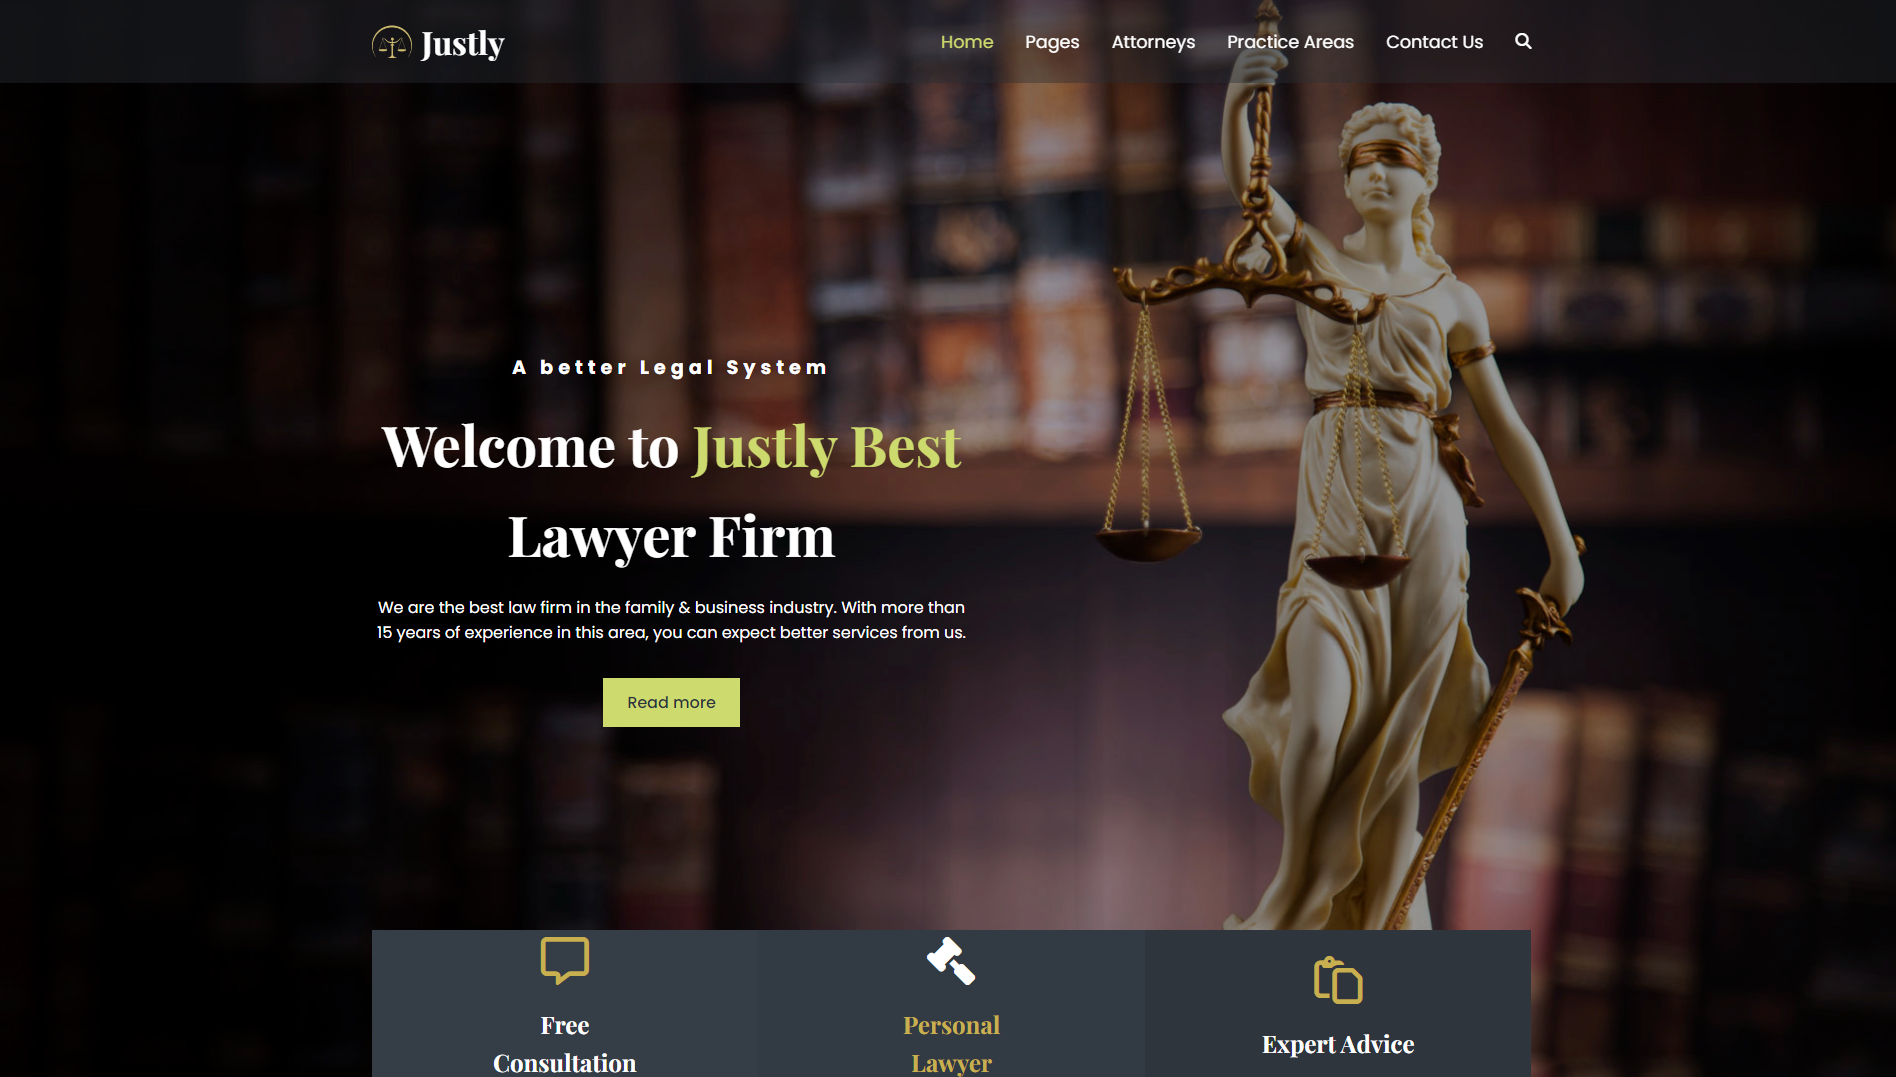 Justly
Home Pages Attorneys Practice Areas Contact Us
A better Legal System
Welcome to Justly Best
Lawyer Firm
We are the best law firm in the family & business industry. With more than
15 years of experience in this area, you can expect better services from us.
Read more
Free
Consultation
Personal
Lawyer
Expert Advice